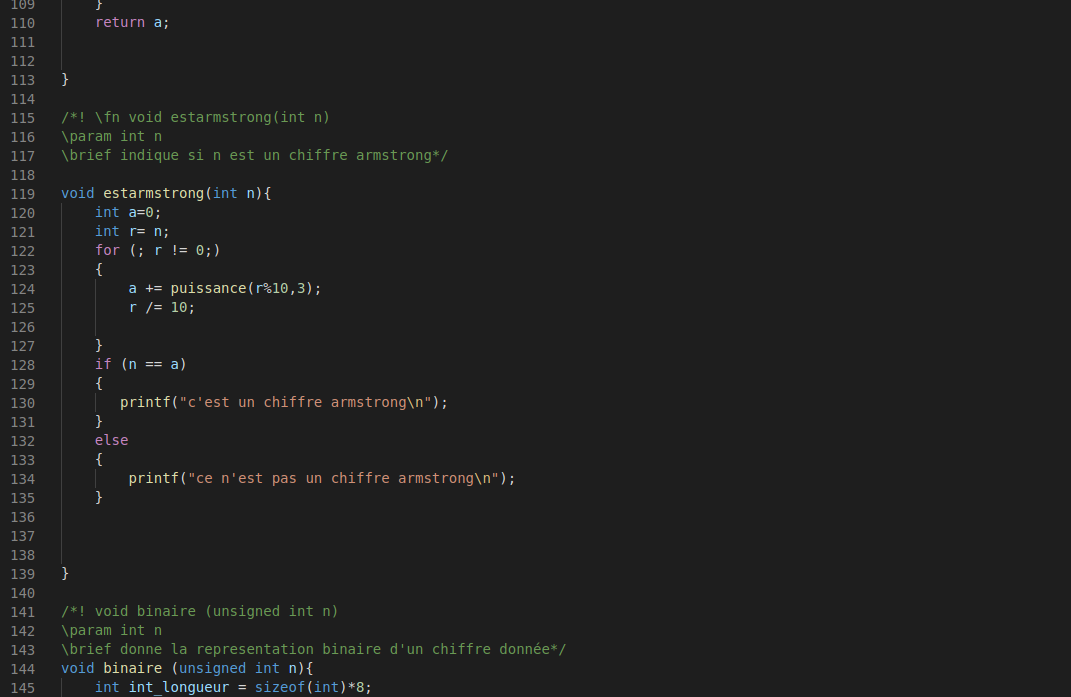 109 }
110 return a;
111
112
113 }
114
115 /*! \fn void estarmstrong(int n)
116 \param int n
117 \brief indique si n est un chiffre armstrong*/
118
119 void estarmstrong(int n){
120 int a=0;
121 int r= n;
122 for (; r != 0;)
123 {
124 a += puissance(r%10,3);
125 r /= 10;
126
127 }
128 if (n == a)
129 {
130 printf("c'est un chiffre armstrong\n");
131 }
132 else
133 {
134 printf("ce n'est pas un chiffre armstrong\n");
135 }
136
137
138
139 }
140
141 /*! void binaire (unsigned int n)
142 \param int n
143 \brief donne la representation binaire d'un chiffre donnée*/
144 void binaire (unsigned int n){
145 int int_longueur = sizeof(int)*8;